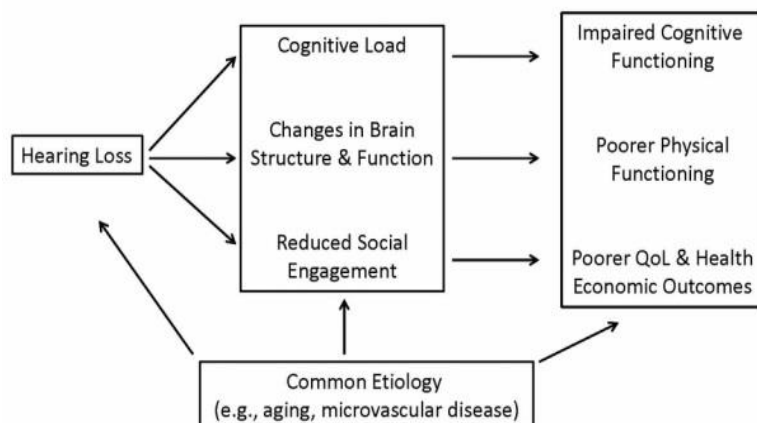 Hearing Loss
Cognitive Load
Changes in Brain
Structure & Function
Reduced Social
Engagement
Impaired Cognitive
Functioning
Poorer Physical
Functioning
Poorer QoL & Health
Economic Outcomes
Common Etiology
(e.g., aging, microvascular disease)